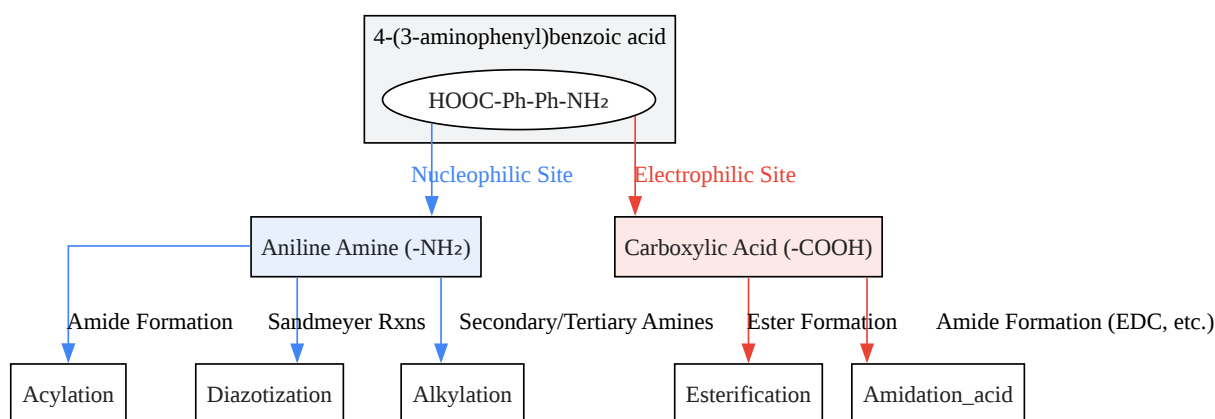 4-(3-aminophenyl)benzoic acid
HOOC-Ph-Ph-NH₂
Nucleophilic Site
Electrophilic Site
Aniline Amine (-NH₂)
Carboxylic Acid (-COOH)
Amide Formation
Sandmeyer Rxns
Secondary/Tertiary Amines
Ester Formation
Amide Formation (EDC, etc.)
Acylation
Diazotization
Alkylation
Esterification
Amidation_acid